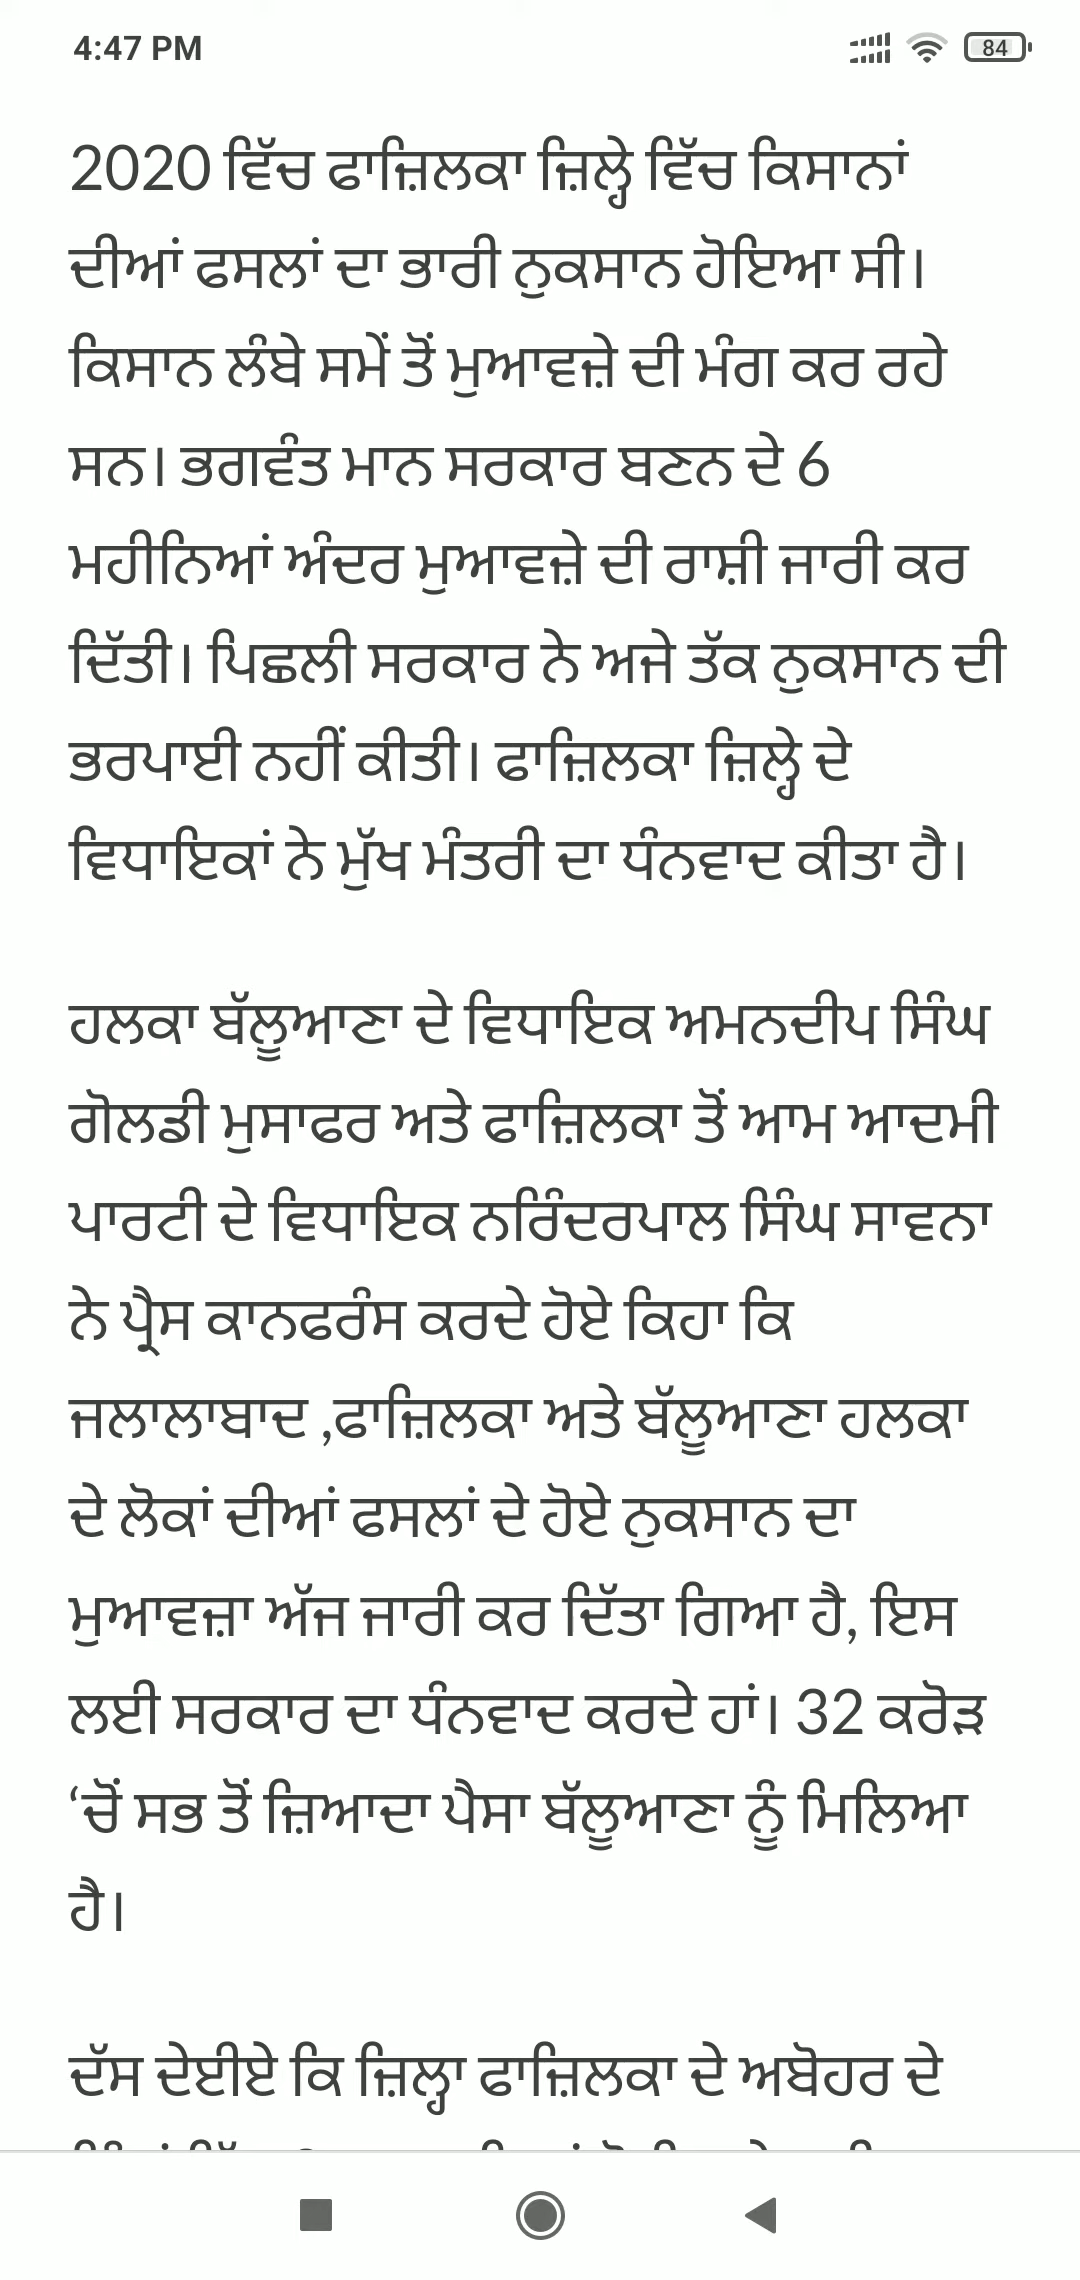 4:47 PM
84
2020 ਵਿੱਚ ਫਾਜ਼ਿਲਕਾ ਜ਼ਿਲ੍ਹੇ ਵਿੱਚ ਕਿਸਾਨਾਂ
ਦੀਆਂ ਫਸਲਾਂ ਦਾ ਭਾਰੀ ਨੁਕਸਾਨ ਹੋਇਆ ਸੀ।
ਕਿਸਾਨ ਲੰਬੇ ਸਮੇਂ ਤੋਂ ਮੁਆਵਜ਼ੇ ਦੀ ਮੰਗ ਕਰ ਰਹੇ
ਸਨ। ਭਗਵੰਤ ਮਾਨ ਸਰਕਾਰ ਬਣਨ ਦੇ 6
ਮਹੀਨਿਆਂ ਅੰਦਰ ਮੁਆਵਜ਼ੇ ਦੀ ਰਾਸ਼ੀ ਜਾਰੀ ਕਰ
ਦਿੱਤੀ। ਪਿਛਲੀ ਸਰਕਾਰ ਨੇ ਅਜੇ ਤੱਕ ਨੁਕਸਾਨ ਦੀ
ਭਰਪਾਈ ਨਹੀਂ ਕੀਤੀ। ਫਾਜ਼ਿਲਕਾ ਜ਼ਿਲ੍ਹੇ ਦੇ
ਵਿਧਾਇਕਾਂ ਨੇ ਮੁੱਖ ਮੰਤਰੀ ਦਾ ਧੰਨਵਾਦ ਕੀਤਾ ਹੈ।
ਹਲਕਾ ਬੱਲੂਆਣਾ ਦੇ ਵਿਧਾਇਕ ਅਮਨਦੀਪ ਸਿੰਘ
ਗੋਲਡੀ ਮੁਸਾਫਰ ਅਤੇ ਫਾਜ਼ਿਲਕਾ ਤੋਂ ਆਮ ਆਦਮੀ
ਪਾਰਟੀ ਦੇ ਵਿਧਾਇਕ ਨਰਿੰਦਰਪਾਲ ਸਿੰਘ ਸਾਵਨਾ
ਨੇ ਪ੍ਰੈਸ ਕਾਨਫਰੰਸ ਕਰਦੇ ਹੋਏ ਕਿਹਾ ਕਿ
ਜਲਾਲਾਬਾਦ ,ਫਾਜ਼ਿਲਕਾ ਅਤੇ ਬੱਲੂਆਣਾ ਹਲਕਾ
ਦੇ ਲੋਕਾਂ ਦੀਆਂ ਫਸਲਾਂ ਦੇ ਹੋਏ ਨੁਕਸਾਨ ਦਾ
ਮੁਆਵਜ਼ਾ ਅੱਜ ਜਾਰੀ ਕਰ ਦਿੱਤਾ ਗਿਆ ਹੈ, ਇਸ
ਲਈ ਸਰਕਾਰ ਦਾ ਧੰਨਵਾਦ ਕਰਦੇ ਹਾਂ। 32 ਕਰੋੜ
‘ਚੋਂ ਸਭ ਤੋਂ ਜ਼ਿਆਦਾ ਪੈਸਾ ਬੱਲੂਆਣਾ ਨੂੰ ਮਿਲਿਆ
ਹੈ।
ਦੱਸ ਦੇਈਏ ਕਿ ਜ਼ਿਲ੍ਹਾ ਫਾਜ਼ਿਲਕਾ ਦੇ ਅਬੋਹਰ ਦੇ